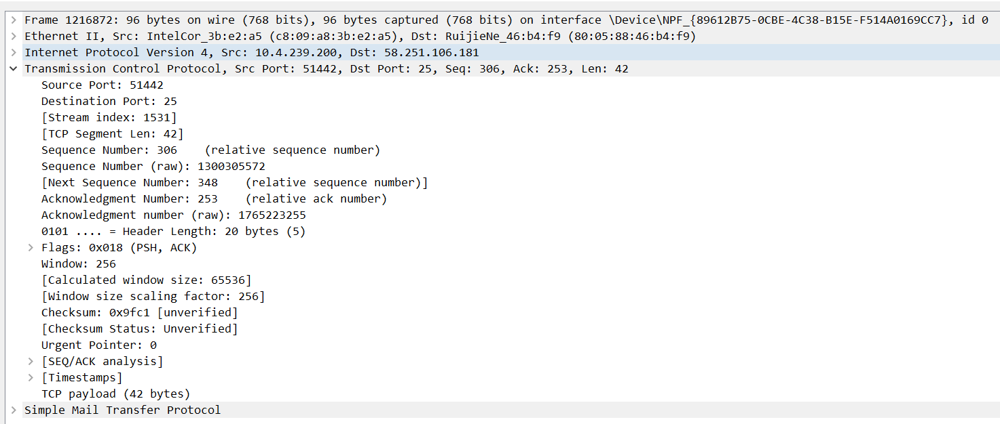 Frame 1216872: 96 bytes on wire (768 bits), 96 bytes captured (768 bits) on interface \Device\NPF_{89612B75-0CBE-4C38-B15E-F514A0169CC7}, id 0
Ethernet II, Src: IntelCor_3b:e2:a5 (c8:09:a8:3b:e2:a5), Dst: RuijieNe_46:b4:f9 (80:05:88:46:b4:f9)
Internet Protocol Version 4, Src: 10.4.239.200, Dst: 58.251.106.181
Transmission Control Protocol, Src Port: 51442, Dst Port: 25, Seq: 306, Ack: 253, Len: 42
Source Port: 51442
Destination Port: 25
[Stream index: 1531]
[TCP Segment Len: 42]
Sequence Number: 306    (relative sequence number)
Sequence Number (raw): 1300305572
[Next Sequence Number: 348    (relative sequence number)]
Acknowledgment Number: 253    (relative ack number)
Acknowledgment number (raw): 1765223255
0101 .... = Header Length: 20 bytes (5)
Flags: 0x018 (PSH, ACK)
Window: 256
[Calculated window size: 65536]
[Window size scaling factor: 256]
Checksum: 0x9fc1 [unverified]
[Checksum Status: Unverified]
Urgent Pointer: 0
[SEQ/ACK analysis]
[Timestamps]
TCP payload (42 bytes)
Simple Mail Transfer Protocol